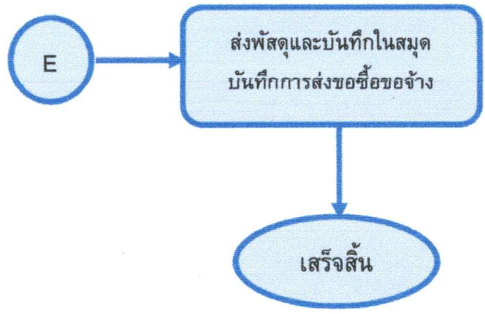 E
ส่งพัสดุและบันทึกในสมุด
บันทึกการส่งขอซื้อขอจ้าง
เสร็จสิ้น